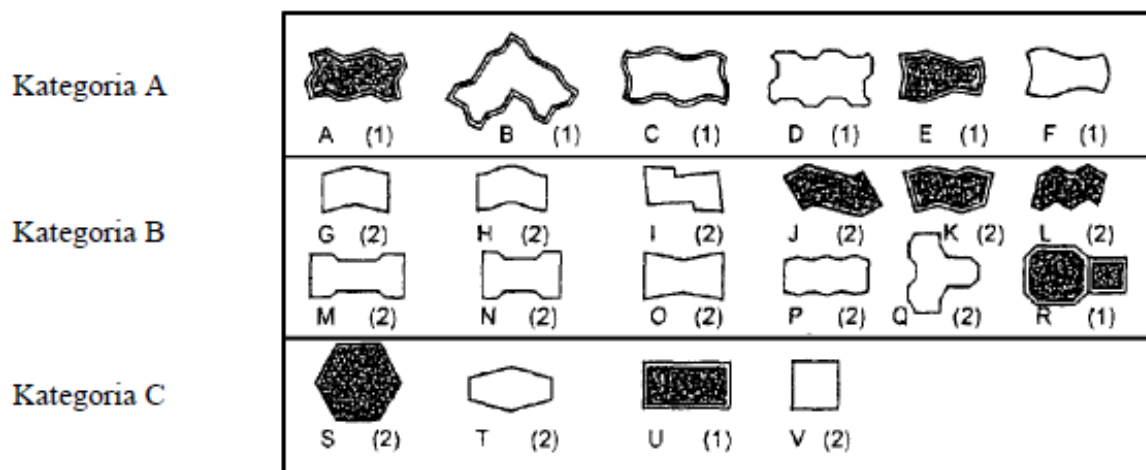 Kategoria A
A (1) B (1) C (1) D (1) E (1) F (1)
Kategoria B
G (2) H (2) I (2) J (2) K (2) L (2)
M (2) N (2) O (2) P (2) Q (2) R (1)
Kategoria C
S (2) T (2) U (1) V (2)